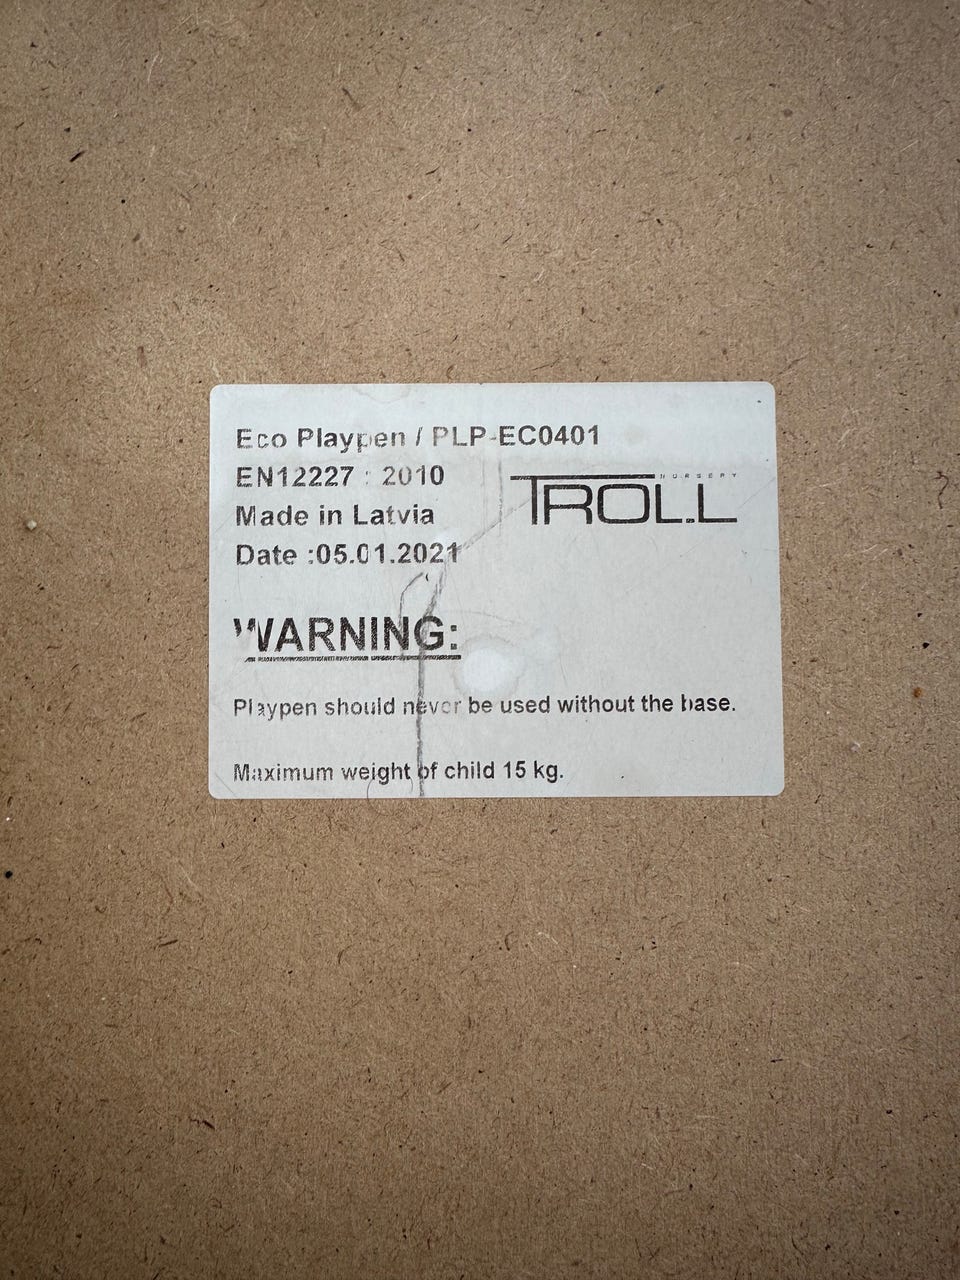 Eco Playpen / PLP-EC0401
EN12227 : 2010
NURSERY
TROLL
Made in Latvia
Date :05.01.2021
WARNING:
Playpen should never be used without the base.
Maximum weight of child 15 kg.